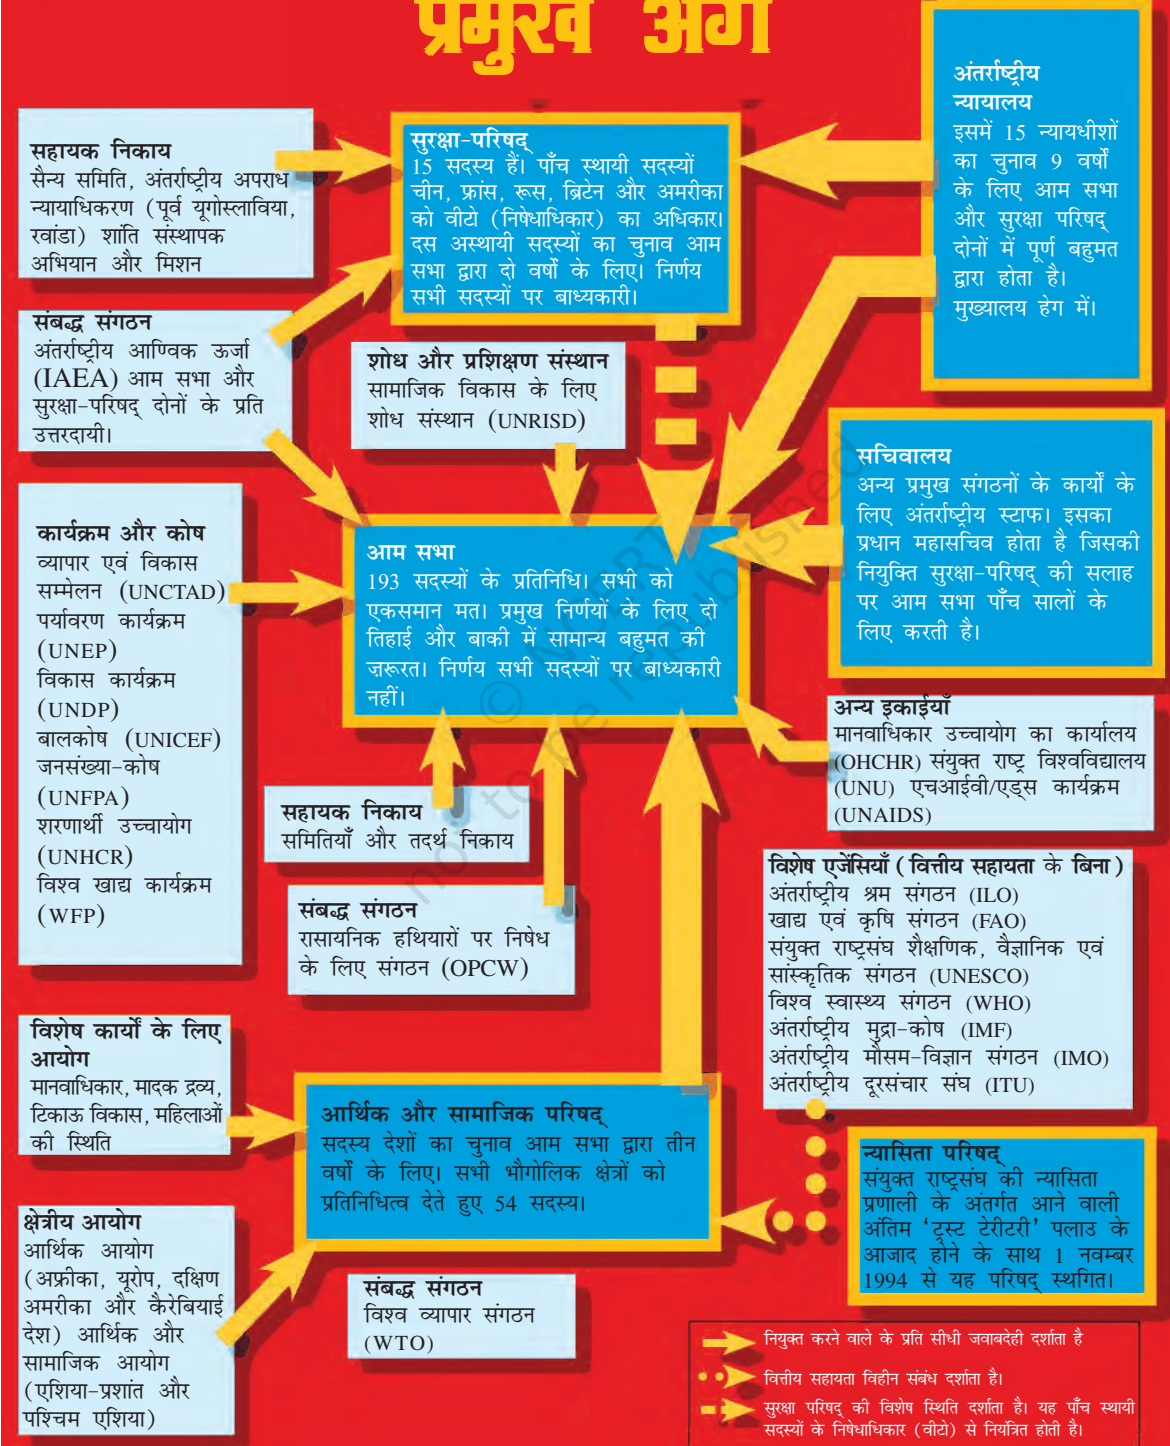 प्रमुख अंग
अंतर्राष्ट्रीय
न्यायालय
इसमें 15 न्यायधीशों
का चुनाव 9 वर्षों
के लिए आम सभा
और सुरक्षा परिषद्
दोनों में पूर्ण बहुमत
द्वारा होता है।
मुख्यालय हेग में।
सहायक निकाय
सैन्य समिति, अंतर्राष्ट्रीय अपराध
न्यायाधिकरण (पूर्व यूगोस्लाविया,
रवांडा) शांति संस्थापक
अभियान और मिशन
सुरक्षा-परिषद्
15 सदस्य हैं। पाँच स्थायी सदस्यों
चीन, फ्रांस, रूस, ब्रिटेन और अमरीका
को वीटो (निषेधाधिकार) का अधिकार।
दस अस्थायी सदस्यों का चुनाव आम
सभा द्वारा दो वर्षों के लिए। निर्णय
सभी सदस्यों पर बाध्यकारी।
संबद्ध संगठन
अंतर्राष्ट्रीय आण्विक ऊर्जा
(IAEA) आम सभा और
सुरक्षा-परिषद् दोनों के प्रति
उत्तरदायी।
शोध और प्रशिक्षण संस्थान
सामाजिक विकास के लिए
शोध संस्थान (UNRISD)
सचिवालय
अन्य प्रमुख संगठनों के कार्यों के
लिए अंतर्राष्ट्रीय स्टाफ। इसका
प्रधान महासचिव होता है जिसकी
नियुक्ति सुरक्षा-परिषद् की सलाह
पर आम सभा पाँच सालों के
लिए करती है।
कार्यक्रम और कोष
व्यापार एवं विकास
सम्मेलन (UNCTAD)
पर्यावरण कार्यक्रम
(UNEP)
विकास कार्यक्रम
(UNDP)
बालकोष (UNICEF)
जनसंख्या-कोष
(UNFPA)
शरणार्थी उच्चायोग
(UNHCR)
विश्व खाद्य कार्यक्रम
(WFP)
आम सभा
193 सदस्यों के प्रतिनिधि। सभी को
एकसमान मत। प्रमुख निर्णयों के लिए दो
तिहाई और बाकी में सामान्य बहुमत की
ज़रूरत। निर्णय सभी सदस्यों पर बाध्यकारी
नहीं।
© NCERT
not to be republished
अन्य इकाईयाँ
मानवाधिकार उच्चायोग का कार्यालय
(OHCHR) संयुक्त राष्ट्र विश्वविद्यालय
(UNU) एचआईवी/एड्स कार्यक्रम
(UNAIDS)
सहायक निकाय
समितियाँ और तदर्थ निकाय
संबद्ध संगठन
रासायनिक हथियारों पर निषेध
के लिए संगठन (OPCW)
विशेष एजेंसियाँ (वित्तीय सहायता के बिना)
अंतर्राष्ट्रीय श्रम संगठन (ILO)
खाद्य एवं कृषि संगठन (FAO)
संयुक्त राष्ट्रसंघ शैक्षणिक, वैज्ञानिक एवं
सांस्कृतिक संगठन (UNESCO)
विश्व स्वास्थ्य संगठन (WHO)
अंतर्राष्ट्रीय मुद्रा-कोष (IMF)
अंतर्राष्ट्रीय मौसम-विज्ञान संगठन (IMO)
अंतर्राष्ट्रीय दूरसंचार संघ (ITU)
विशेष कार्यों के लिए
आयोग
मानवाधिकार, मादक द्रव्य,
टिकाऊ विकास, महिलाओं
की स्थिति
आर्थिक और सामाजिक परिषद्
सदस्य देशों का चुनाव आम सभा द्वारा तीन
वर्षों के लिए। सभी भौगोलिक क्षेत्रों को
प्रतिनिधित्व देते हुए 54 सदस्य।
न्यासिता परिषद्
संयुक्त राष्ट्रसंघ की न्यासिता
प्रणाली के अंतर्गत आने वाली
अंतिम ‘ट्रस्ट टेरीटरी’ पलाउ के
आजाद होने के साथ 1 नवम्बर
1994 से यह परिषद् स्थगित।
क्षेत्रीय आयोग
आर्थिक आयोग
(अफ्रीका, यूरोप, दक्षिण
अमरीका और कैरेबियाई
देश) आर्थिक और
सामाजिक आयोग
(एशिया-प्रशांत और
पश्चिम एशिया)
संबद्ध संगठन
विश्व व्यापार संगठन
(WTO)
नियुक्त करने वाले के प्रति सीधी जवाबदेही दर्शाता है
वित्तीय सहायता विहीन संबंध दर्शाता है।
सुरक्षा परिषद् की विशेष स्थिति दर्शाता है। यह पाँच स्थायी
सदस्यों के निषेधाधिकार (वीटो) से नियंत्रित होती है।